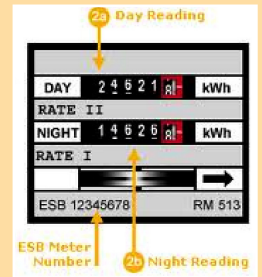 2a Day Reading
DAY 24621 kWh
RATE II
NIGHT 14626 kWh
RATE I
ESB 12345678 RM 513
ESB Meter
Number
2b Night Reading